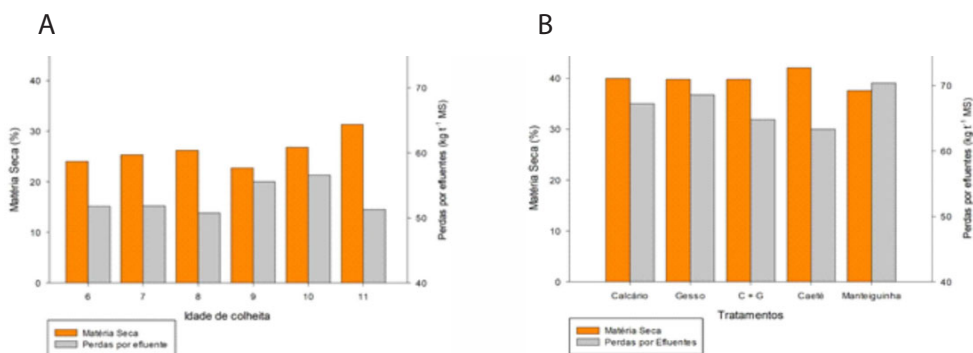 A
B
40
30
20
10
0
Matéria Seca (%)
70
60
50
40
Perdas por efluentes (kg t⁻¹ MS)
6 7 8 9 10 11
Idade de colheita
Matéria Seca
Perdas por efluente
40
30
20
10
0
Matéria Seca (%)
70
60
50
40
Perdas por efluentes (kg t⁻¹ MS)
Calcário Gesso C + G Caeté Manteiguinha
Tratamentos
Matéria Seca
Perdas por Efluentes